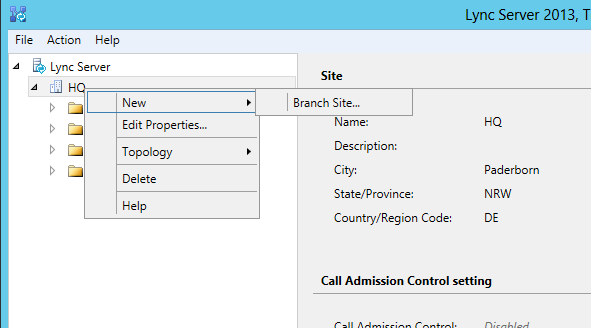 Lync Server 2013, T
File Action Help
Lync Server
HQ
New
Branch Site...
Edit Properties...
Topology
Delete
Help
Site
Name: HQ
Description:
City: Paderborn
State/Province: NRW
Country/Region Code: DE
Call Admission Control setting
Call Admission Control: Disabled